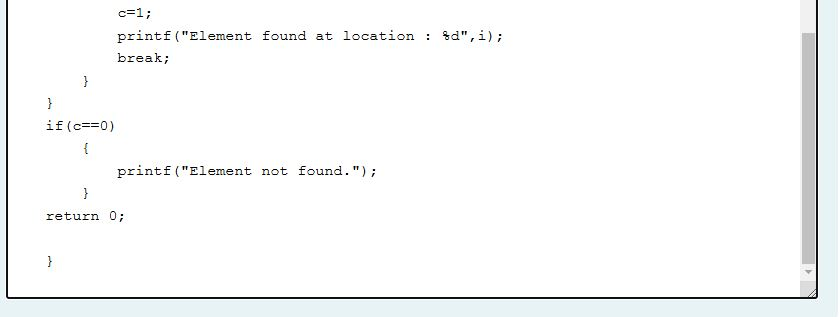 c=1;
printf("Element found at location : %d",i);
break;
}
}
if(c==0)
{
printf("Element not found.");
}
return 0;
}